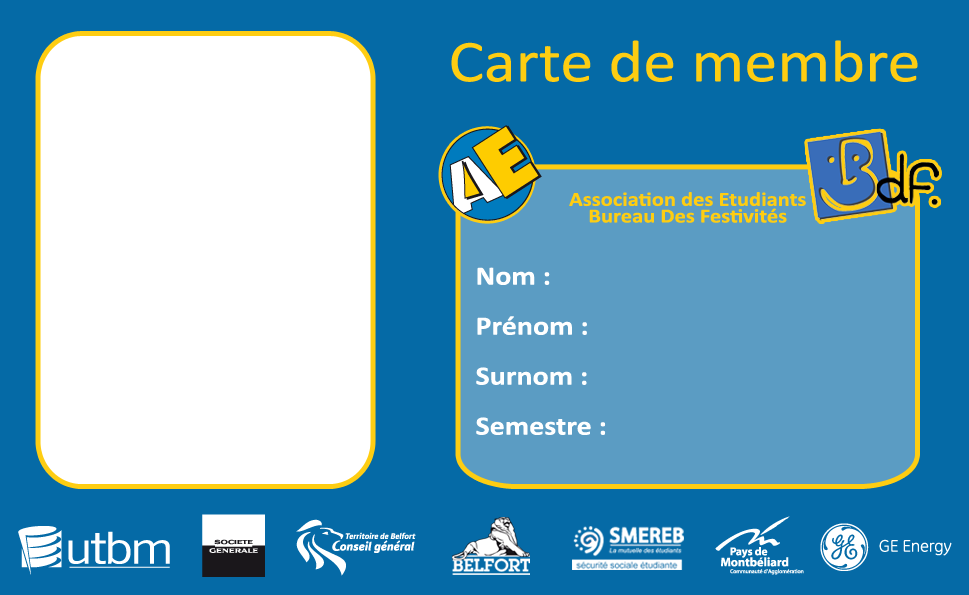 Carte de membre
AE
Bdf.
Association des Etudiants
Bureau Des Festivités
Nom :
Prénom :
Surnom :
Semestre :
utbm
SOCIETE
GENERALE
Territoire de Belfort
Conseil général
BELFORT
SMEREB
La mutuelle des étudiants
sécurité sociale étudiante
Pays de
Montbéliard
Communauté d'Agglomération
GE
GE Energy